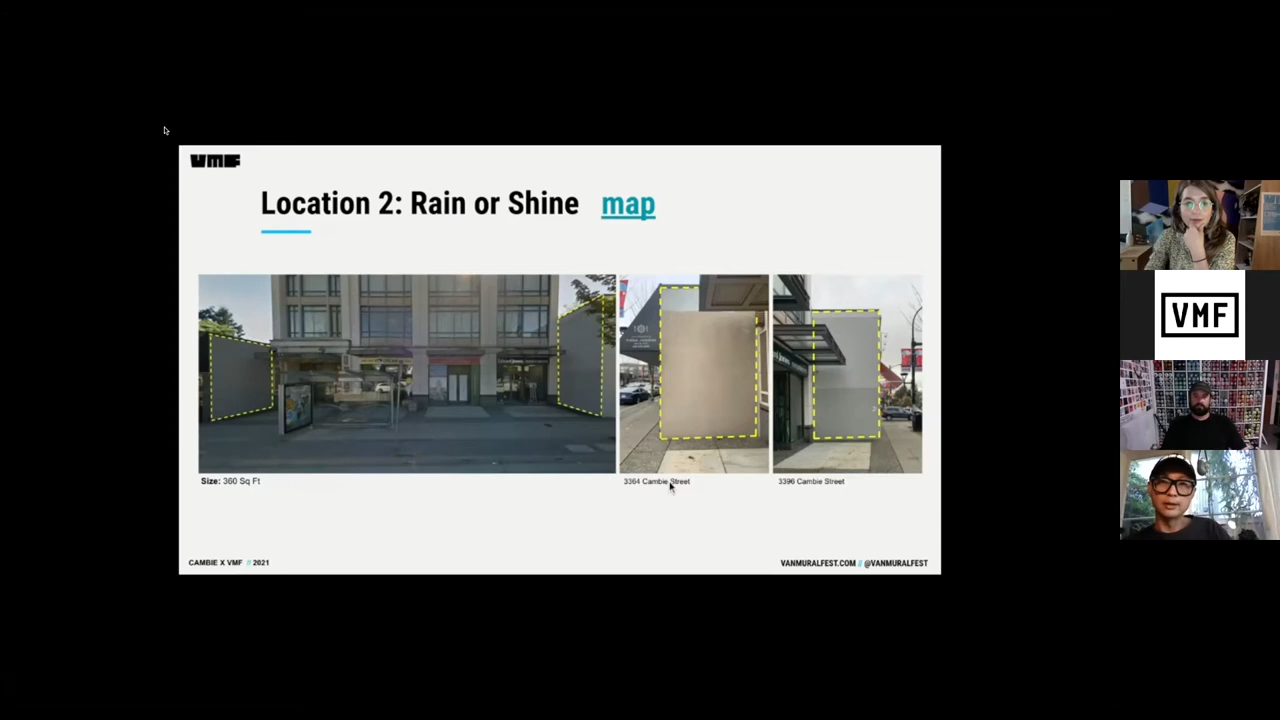 VMF
Location 2: Rain or Shine map
Size: 360 Sq Ft
3364 Cambie Street
3396 Cambie Street
CAMBIE X VMF // 2021
VANMURALFEST.COM // @VANMURALFEST
VMF